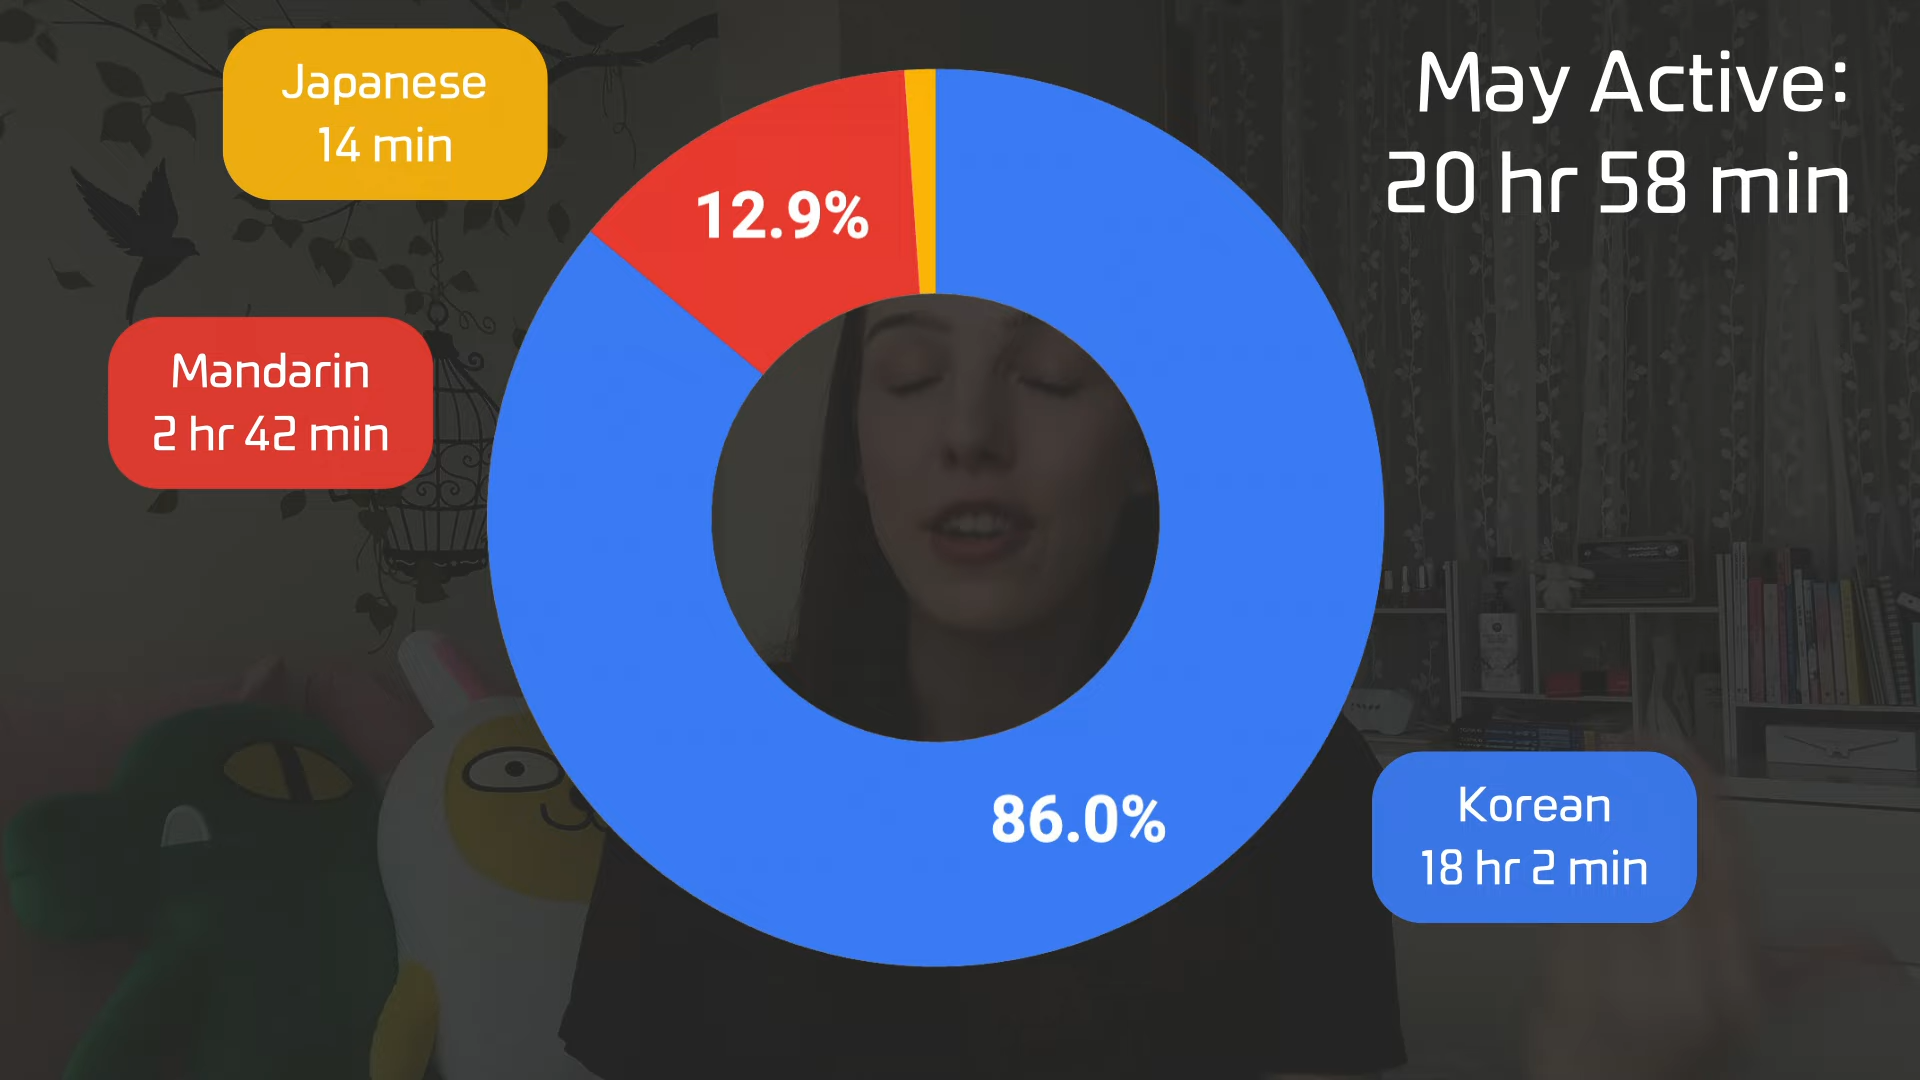 May Active:
20 hr 58 min
Japanese
14 min
12.9%
Mandarin
2 hr 42 min
86.0%
Korean
18 hr 2 min